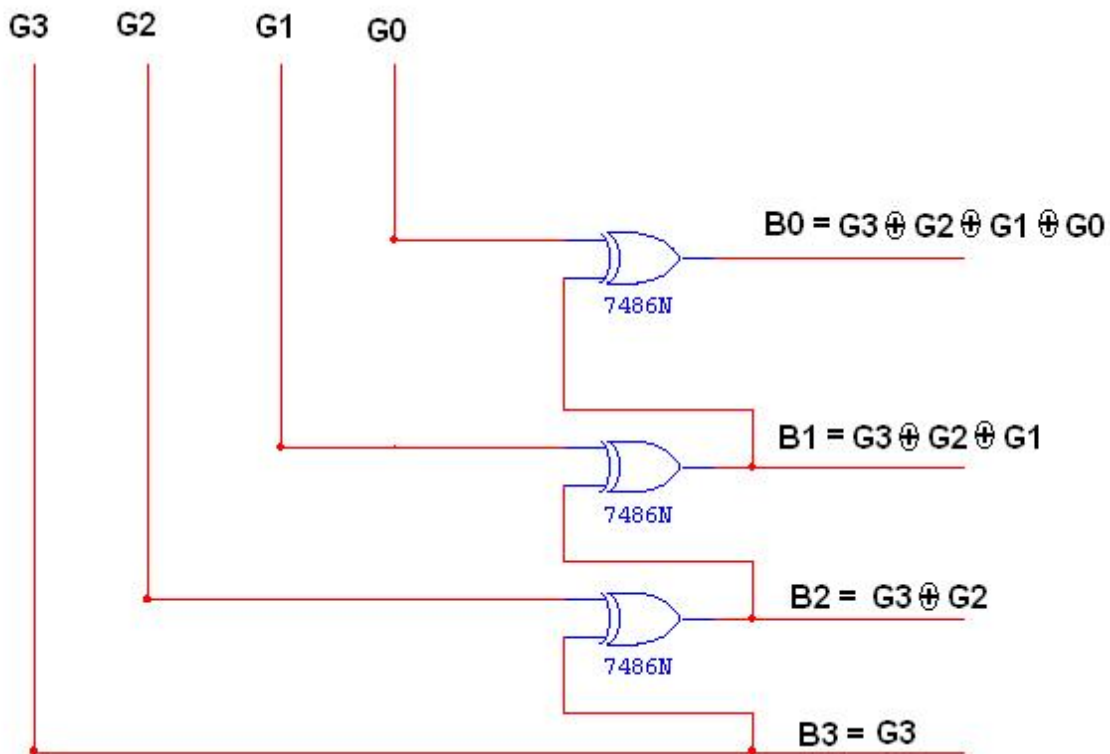 G3 G2 G1 G0
B0 = G3 ⊕ G2 ⊕ G1 ⊕ G0
7486N
B1 = G3 ⊕ G2 ⊕ G1
7486N
B2 = G3 ⊕ G2
7486N
B3 = G3